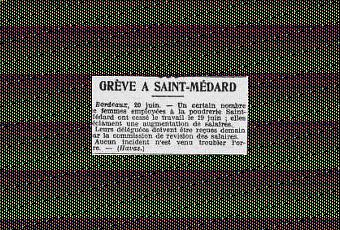 GRÈVE A SAINT-MÉDARD
Bordeaux, 20 juin. — Un certain nombre
e femmes employées à la poudrerie Saint-
édard ont cessé le travail le 19 juin ; elles
éclament une augmentation de salaires.
Leurs déléguées doivent être reçues demain
ar la commission de revision des salaires.
Aucun incident n'est venu troubler l'or-
re. — (Havas.)